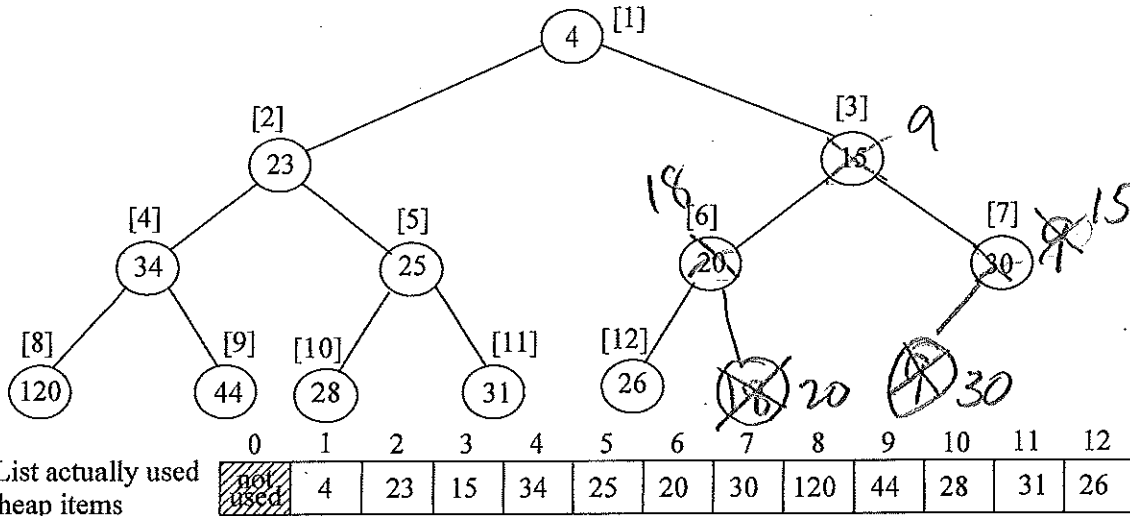 4 [1]
[2] [3] 9
23 15
18
[4] [5] [6] [7] 9 15
34 25 20 30
[8] [9] [10] [11] [12]
120 44 28 31 26 18 20 9 30
0 1 2 3 4 5 6 7 8 9 10 11 12
List actually used
heap items
not used 4 23 15 34 25 20 30 120 44 28 31 26